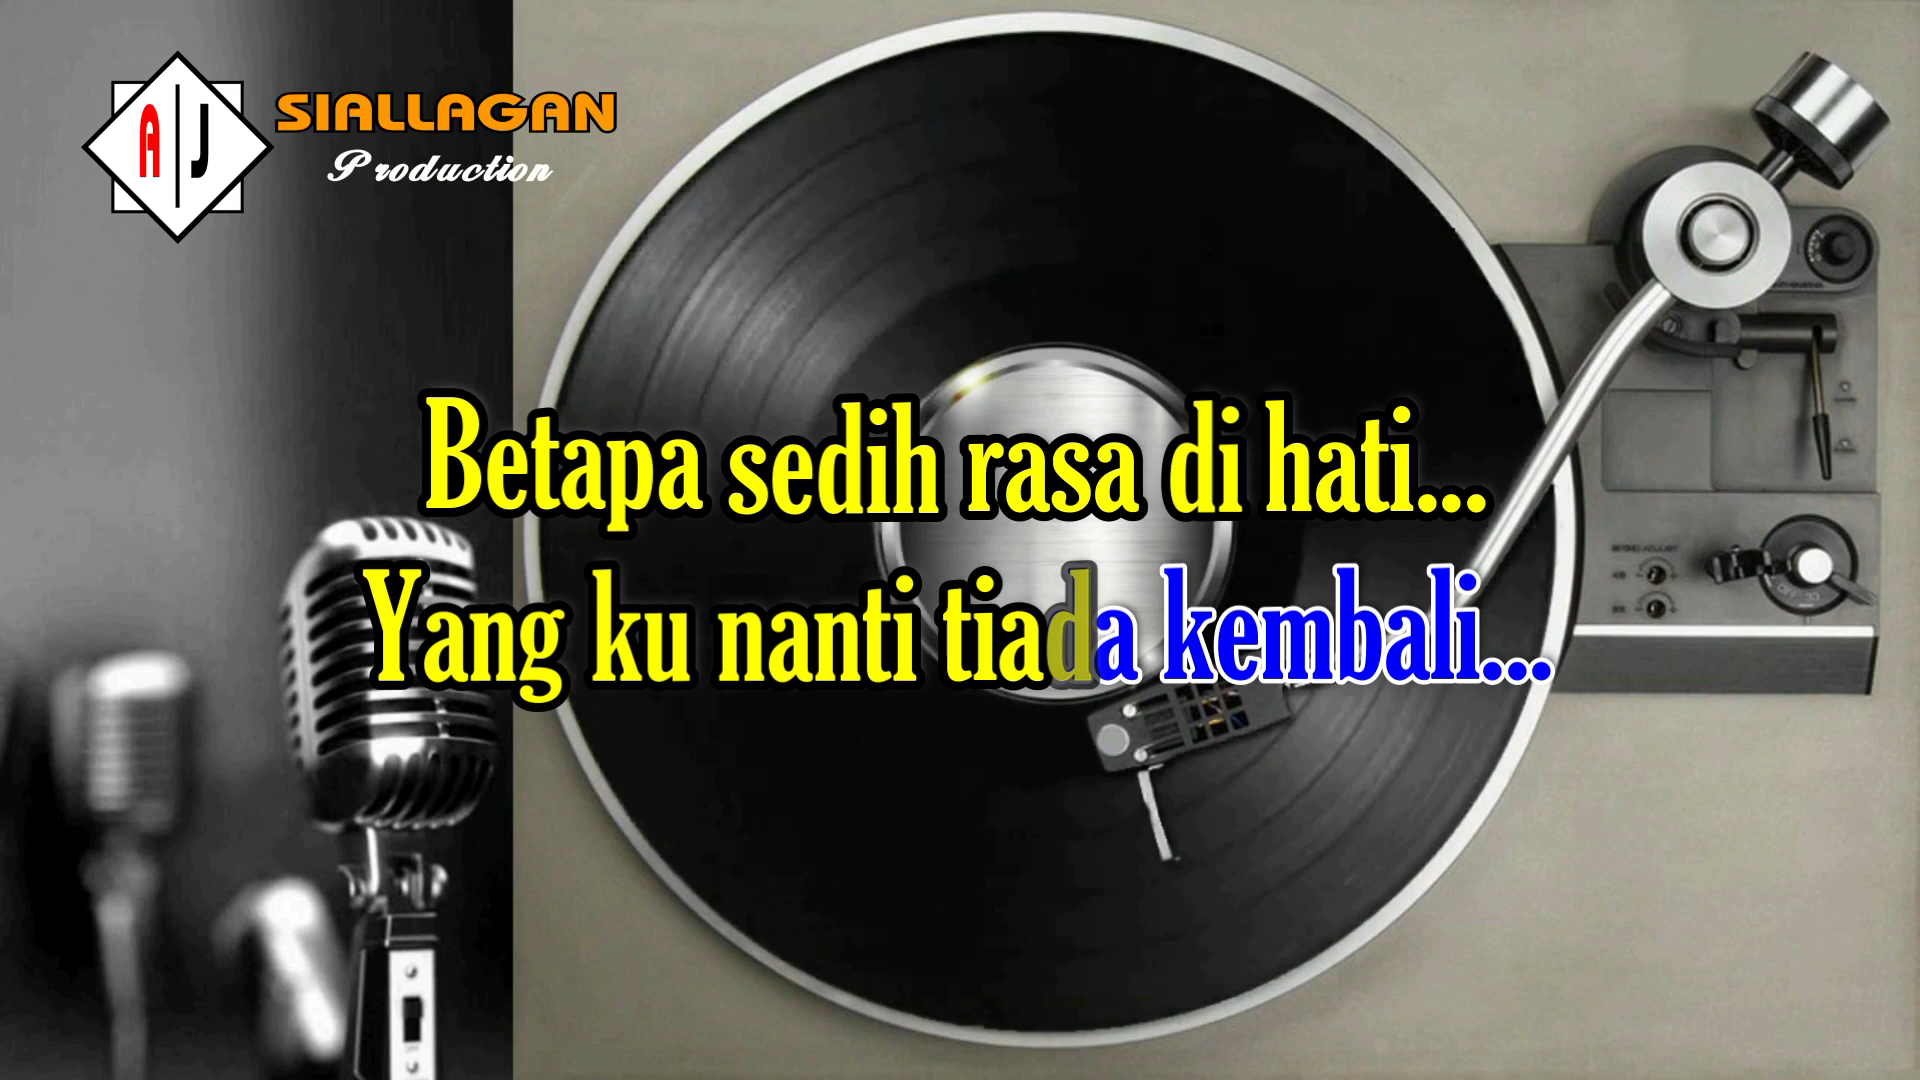 A J
SIALLAGAN
Production
Betapa sedih rasa di hati...
Yang ku nanti tiada kembali...